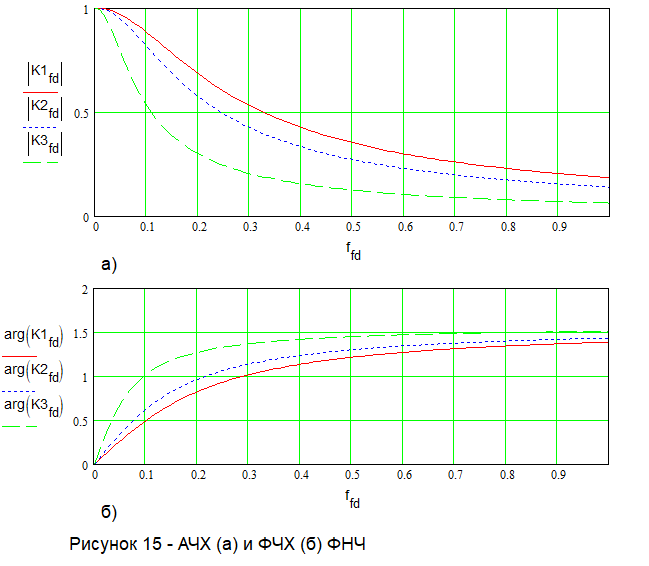 1
|K1fd|
|K2fd|
0.5
|K3fd|
0
0 0.1 0.2 0.3 0.4 0.5 0.6 0.7 0.8 0.9
ffd
а)
2
1.5
arg(K1fd)
arg(K2fd)
1
arg(K3fd)
0.5
0
0 0.1 0.2 0.3 0.4 0.5 0.6 0.7 0.8 0.9
ffd
б)
Рисунок 15 - АЧХ (а) и ФЧХ (б) ФНЧ